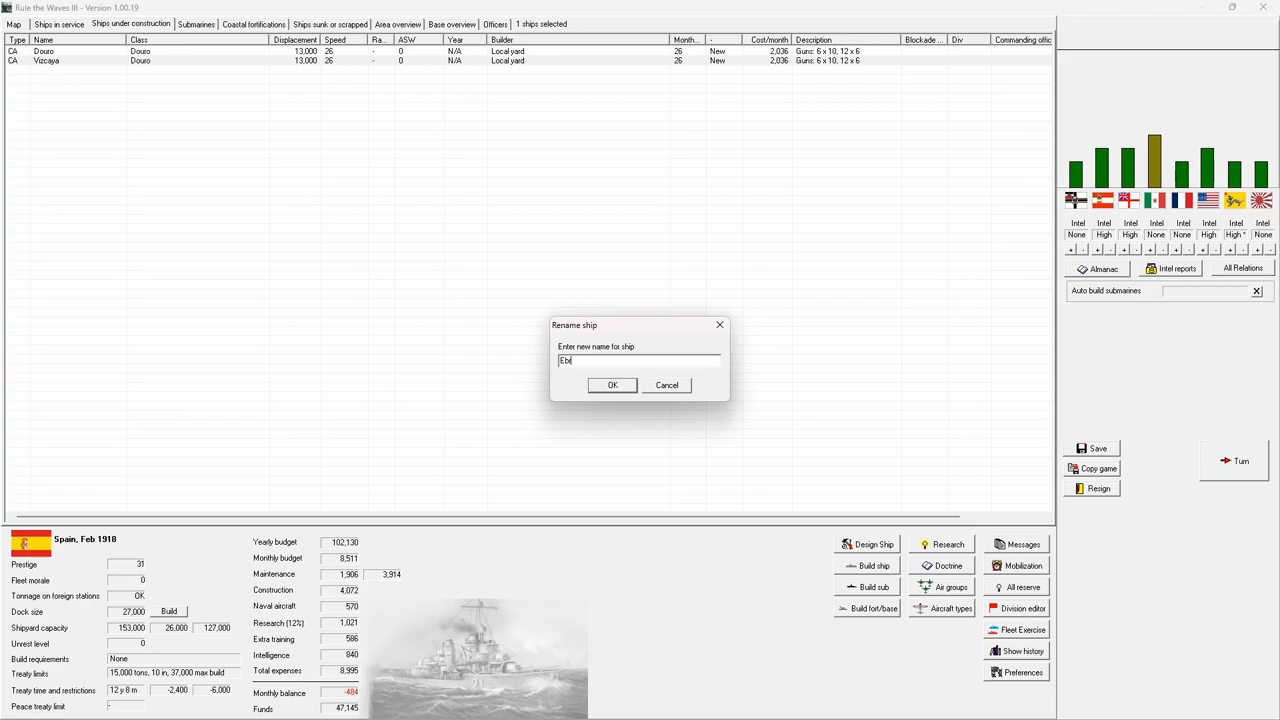 Rule the Waves III - Version 1.00.19
Map Ships in service Ships under construction Submarines Coastal fortifications Ships sunk or scrapped Area overview Base overview Officers 1 ships selected
Type Name Class Displacement Speed Ra... ASW Year Builder Month... - Cost/month Description Blockade ... Div Commanding offic
CA Douro Douro 13,000 26 - 0 N/A Local yard 26 New 2,036 Guns: 6 x 10, 12 x 6
CA Vizcaya Douro 13,000 26 - 0 N/A Local yard 26 New 2,036 Guns: 6 x 10, 12 x 6
Intel Intel Intel Intel Intel Intel Intel Intel
None High High None None High High * None
+ - + - + - + - + - + - + - + -
Almanac Intel reports All Relations
Auto build submarines X
Rename ship
Enter new name for ship
Ebr
OK Cancel
Save
Copy game
Resign
Turn
Spain, Feb 1918
Prestige 31
Fleet morale 0
Tonnage on foreign stations OK
Dock size 27,000 Build
Shipyard capacity 153,000 26,000 127,000
Unrest level 0
Build requirements None
Treaty limits 15,000 tons, 10 in, 37,000 max build
Treaty time and restrictions 12 y 8 m -2,400 -6,000
Peace treaty limit -
Yearly budget 102,130
Monthly budget 8,511
Maintenance 1,906 3,914
Construction 4,072
Naval aircraft 570
Research (12%) 1,021
Extra training 586
Intelligence 840
Total expenses 8,995
Monthly balance -484
Funds 47,145
Design Ship Research Messages
Build ship Doctrine Mobilization
Build sub Air groups All reserve
Build fort/base Aircraft types Division editor
Fleet Exercise
Show history
Preferences